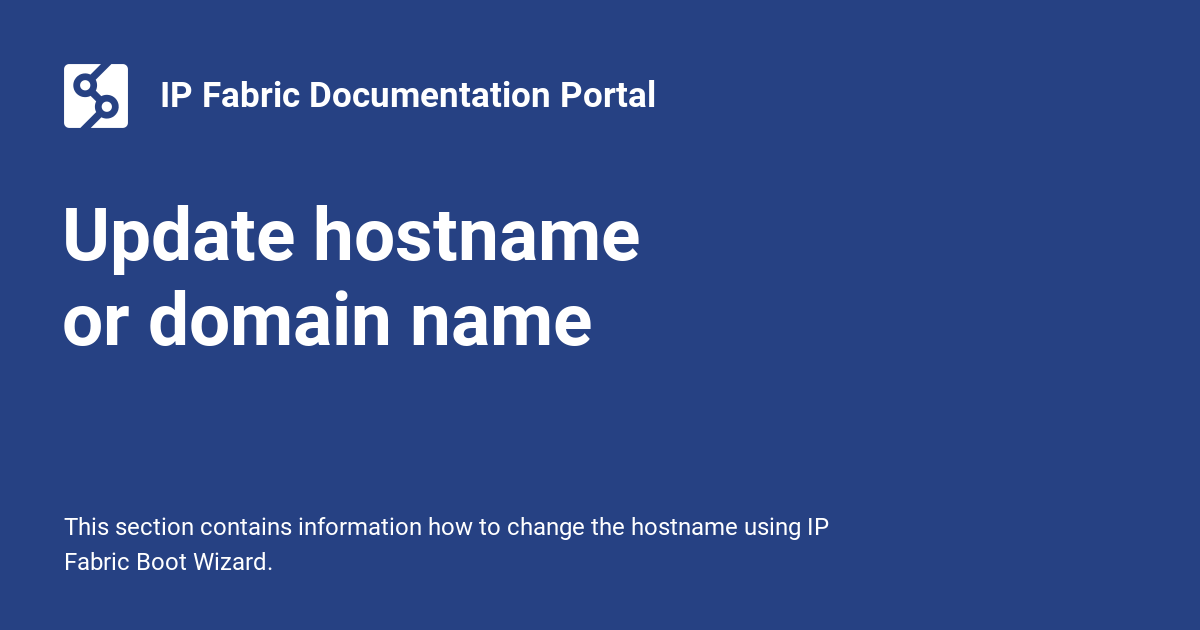 IP Fabric Documentation Portal
Update hostname
or domain name
This section contains information how to change the hostname using IP
Fabric Boot Wizard.